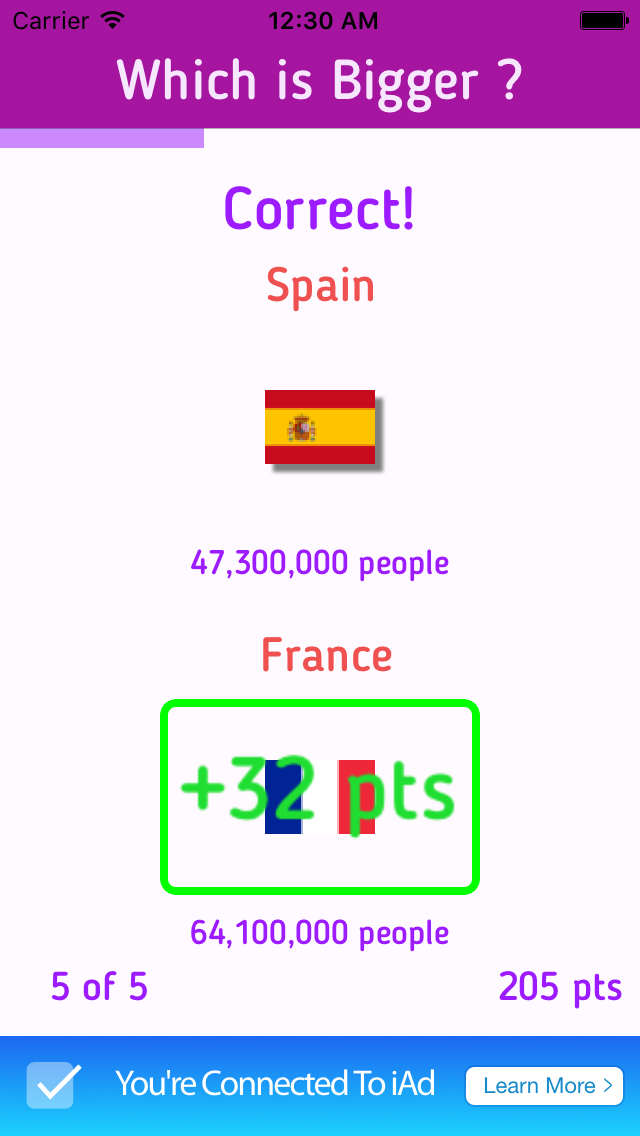 Carrier 12:30 AM
Which is Bigger ?
Correct!
Spain
47,300,000 people
France
+32 pts
64,100,000 people
5 of 5 205 pts
You're Connected To iAd Learn More >